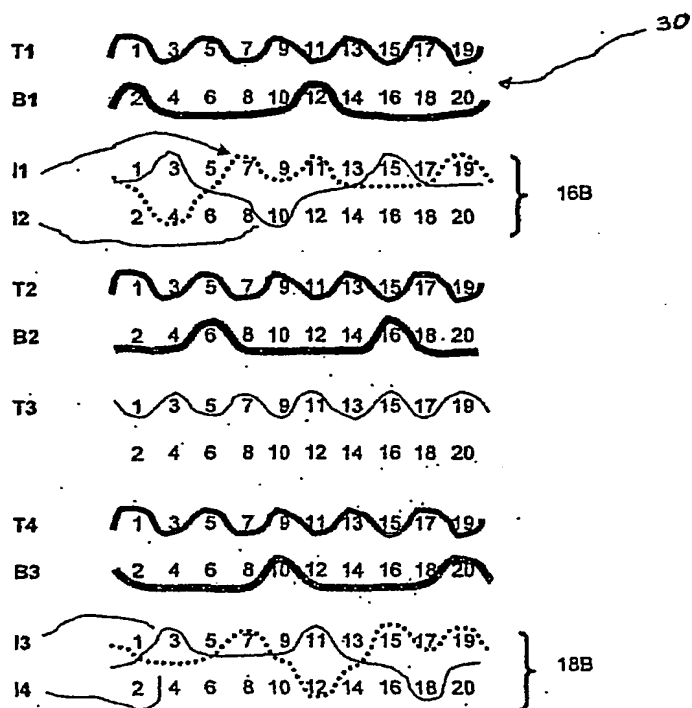 30
T1 1 3 5 7 9 11 13 15 17 19
B1 2 4 6 8 10 12 14 16 18 20
I1 1 3 5 7 9 11 13 15 17 19
16B
I2 2 4 6 8 10 12 14 16 18 20
T2 1 3 5 7 9 11 13 15 17 19
B2 2 4 6 8 10 12 14 16 18 20
T3 1 3 5 7 9 11 13 15 17 19
2 4 6 8 10 12 14 16 18 20
T4 1 3 5 7 9 11 13 15 17 19
B3 2 4 6 8 10 12 14 16 18 20
I3 1 3 5 7 9 11 13 15 17 19
18B
I4 2 4 6 8 10 12 14 16 18 20